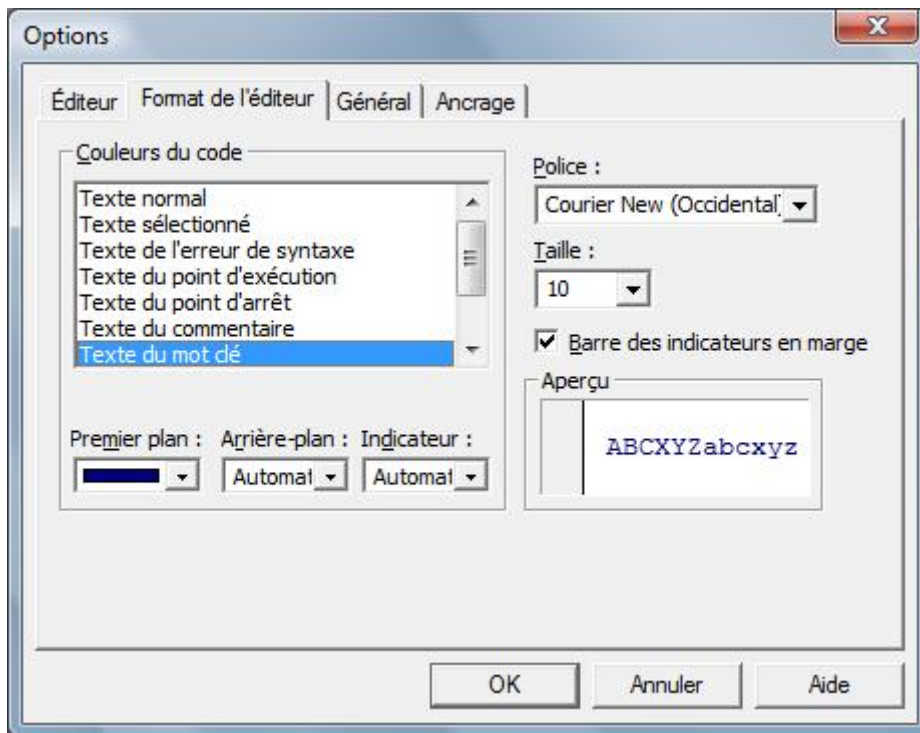 Options
Éditeur
Format de l'éditeur
Général
Ancrage
Couleurs du code
Texte normal
Texte sélectionné
Texte de l'erreur de syntaxe
Texte du point d'exécution
Texte du point d'arrêt
Texte du commentaire
Texte du mot clé
Premier plan :
Arrière-plan :
Indicateur :
Automat
Automat
Police :
Courier New (Occidental)
Taille :
10
Barre des indicateurs en marge
Aperçu
ABCXYZabcxyz
OK
Annuler
Aide